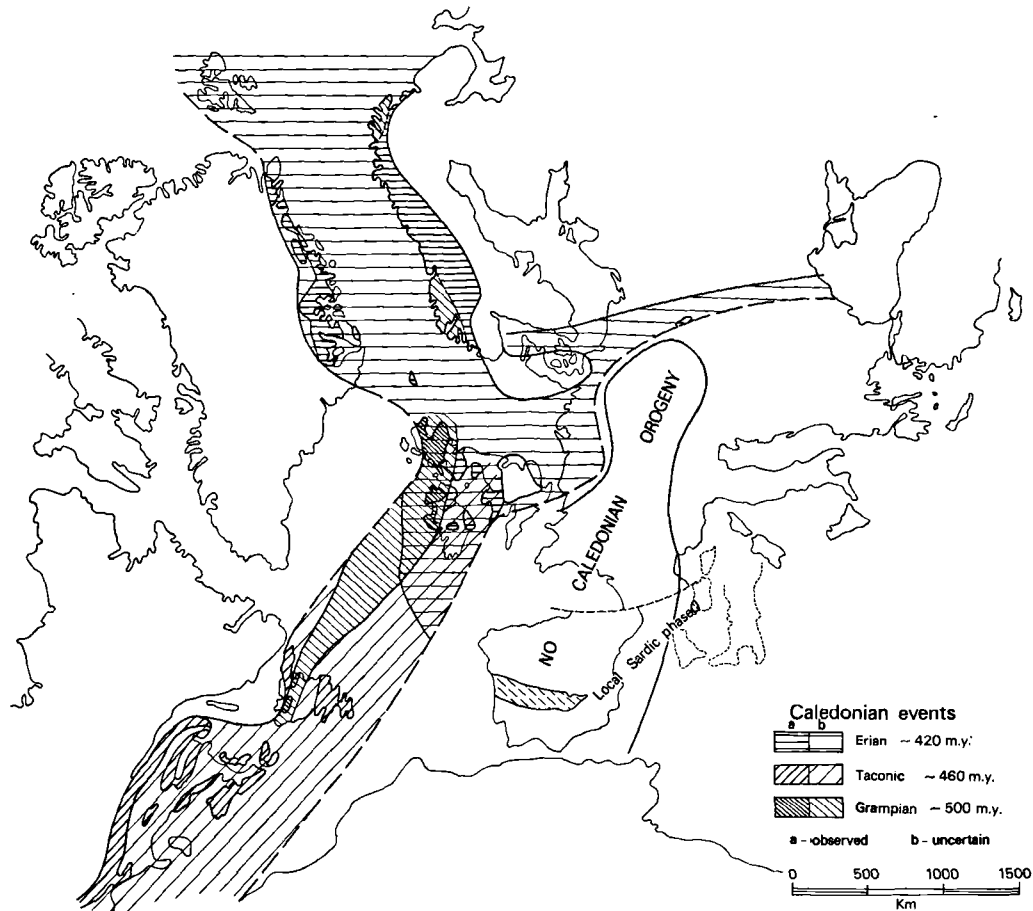 OROGENY
CALEDONIAN
NO
Local Sardic phased
Caledonian events
a b
Erian ~ 420 m.y.
Taconic ~ 460 m.y.
Grampian ~ 500 m.y.
a - observed b - uncertain
0 500 1000 1500
Km